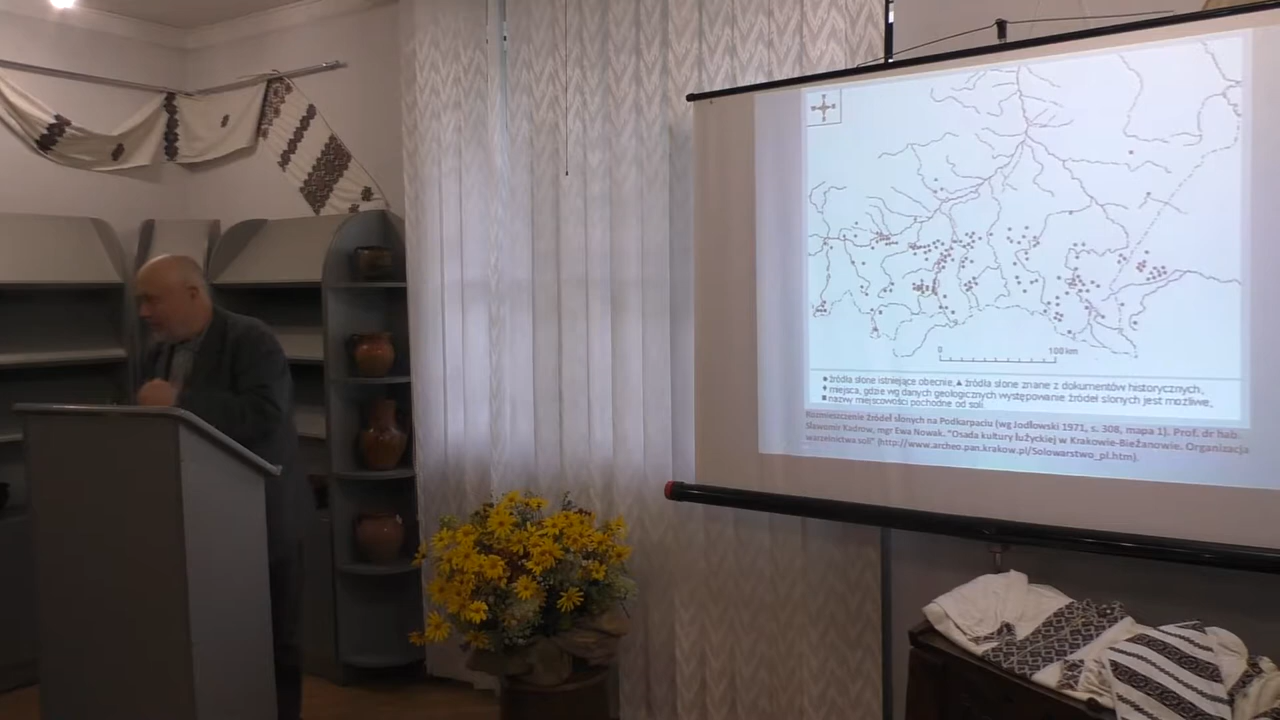 0 100 km
źródła słone istniejące obecnie, ▲ źródła słone znane z dokumentów historycznych,
miejsca, gdzie wg danych geologicznych występowanie źródeł słonych jest możliwe,
nazwy miejscowości pochodne od soli.
Rozmieszczenie źródeł słonych na Podkarpaciu (wg Jodłowski 1971, s. 308, mapa 1). Prof. dr hab.
Sławomir Kadrow, mgr Ewa Nowak. "Osada kultury łużyckiej w Krakowie-Bieżanowie. Organizacja
warzelnictwa soli" (http://www.archeo.pan.krakow.pl/Solowarstwo_pl.htm).